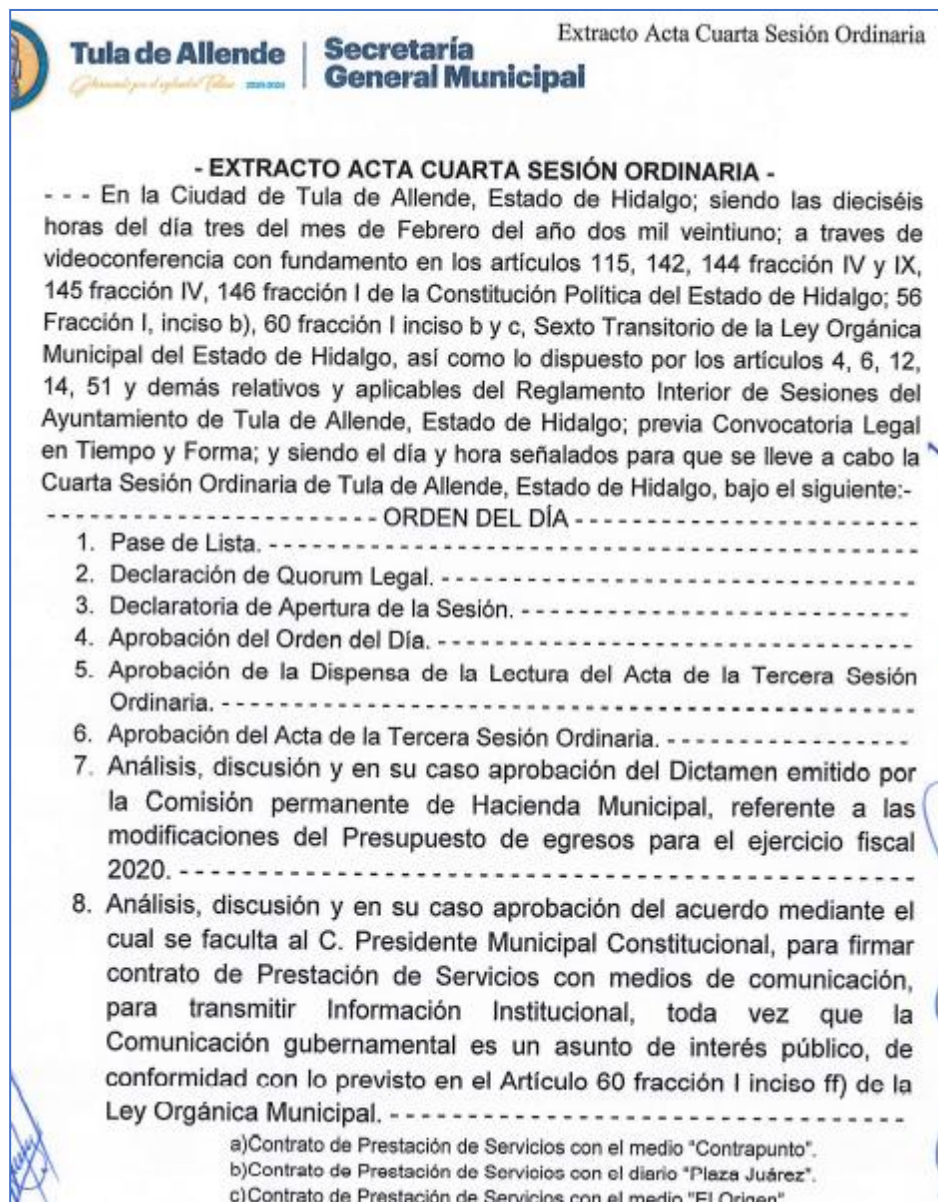 Extracto Acta Cuarta Sesión Ordinaria
Tula de Allende | Secretaría
General Municipal
- EXTRACTO ACTA CUARTA SESIÓN ORDINARIA -
- - - En la Ciudad de Tula de Allende, Estado de Hidalgo; siendo las dieciséis
horas del día tres del mes de Febrero del año dos mil veintiuno; a traves de
videoconferencia con fundamento en los artículos 115, 142, 144 fracción IV y IX,
145 fracción IV, 146 fracción I de la Constitución Política del Estado de Hidalgo; 56
Fracción I, inciso b), 60 fracción I inciso b y c, Sexto Transitorio de la Ley Orgánica
Municipal del Estado de Hidalgo, así como lo dispuesto por los artículos 4, 6, 12,
14, 51 y demás relativos y aplicables del Reglamento Interior de Sesiones del
Ayuntamiento de Tula de Allende, Estado de Hidalgo; previa Convocatoria Legal
en Tiempo y Forma; y siendo el día y hora señalados para que se lleve a cabo la
Cuarta Sesión Ordinaria de Tula de Allende, Estado de Hidalgo, bajo el siguiente:-
- - - - - - - - - - - - - - - - - - - - - - - - ORDEN DEL DÍA - - - - - - - - - - - - - - - - - - - - - - - -
1. Pase de Lista. - - - - - - - - - - - - - - - - - - - - - - - - - - - - - - - - - - - - - - - - - - - - -
2. Declaración de Quorum Legal. - - - - - - - - - - - - - - - - - - - - - - - - - - - - - - - - -
3. Declaratoria de Apertura de la Sesión. - - - - - - - - - - - - - - - - - - - - - - - - - - -
4. Aprobación del Orden del Día. - - - - - - - - - - - - - - - - - - - - - - - - - - - - - - - - -
5. Aprobación de la Dispensa de la Lectura del Acta de la Tercera Sesión
Ordinaria. - - - - - - - - - - - - - - - - - - - - - - - - - - - - - - - - - - - - - - - - - - - - - - - -
6. Aprobación del Acta de la Tercera Sesión Ordinaria. - - - - - - - - - - - - - - - - -
7. Análisis, discusión y en su caso aprobación del Dictamen emitido por
la Comisión permanente de Hacienda Municipal, referente a las
modificaciones del Presupuesto de egresos para el ejercicio fiscal
2020. - - - - - - - - - - - - - - - - - - - - - - - - - - - - - - - - - - - - - - - - - - - - - - - - - - -
8. Análisis, discusión y en su caso aprobación del acuerdo mediante el
cual se faculta al C. Presidente Municipal Constitucional, para firmar
contrato de Prestación de Servicios con medios de comunicación,
para transmitir Información Institucional, toda vez que la
Comunicación gubernamental es un asunto de interés público, de
conformidad con lo previsto en el Artículo 60 fracción I inciso ff) de la
Ley Orgánica Municipal. - - - - - - - - - - - - - - - - - - - - - - - - - - - - - - - - - - - -
a)Contrato de Prestación de Servicios con el medio "Contrapunto".
b)Contrato de Prestación de Servicios con el diario "Plaza Juárez".
c)Contrato de Prestación de Servicios con el medio "El Origen"